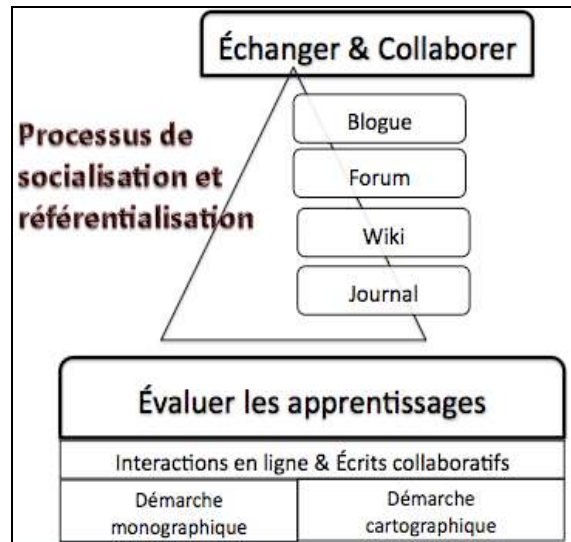 Échanger & Collaborer
Processus de
socialisation et
référentialisation
Blogue
Forum
Wiki
Journal
Évaluer les apprentissages
Interactions en ligne & Écrits collaboratifs
Démarche
monographique
Démarche
cartographique